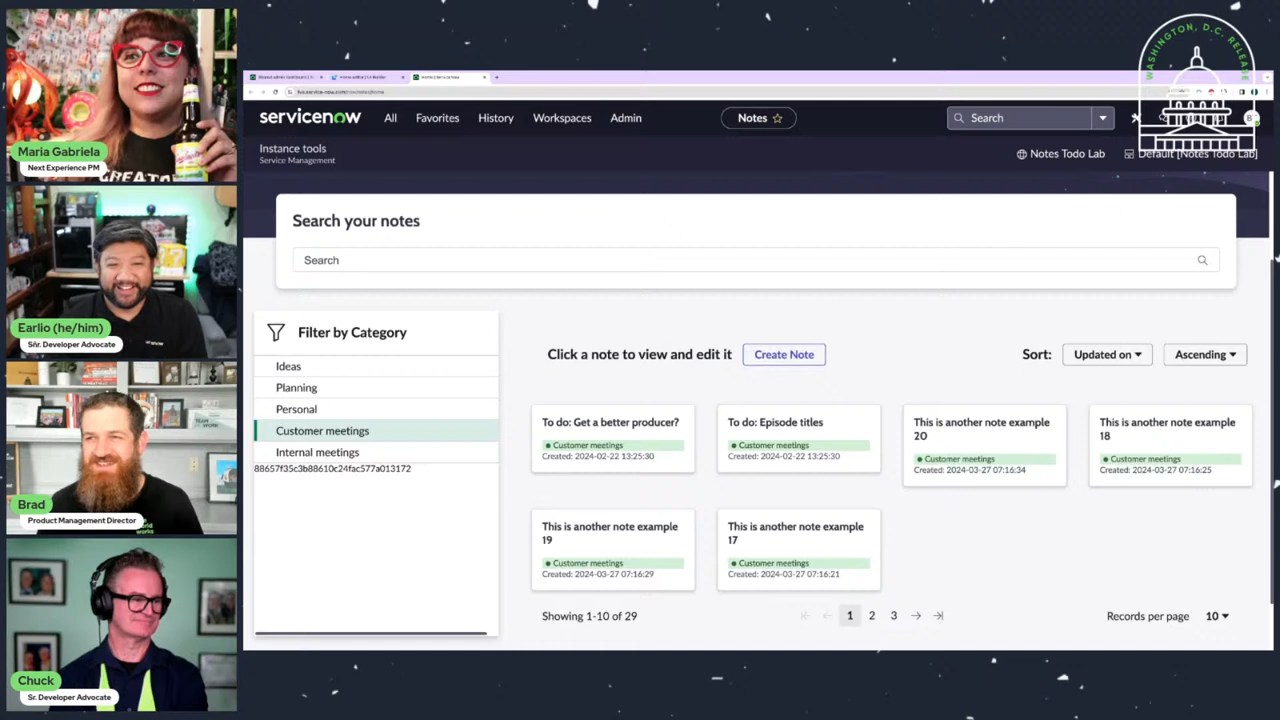 Maria Gabriela
Next Experience PM
CREATOR
Earlio (he/him)
Snr. Developer Advocate
Brad
Product Management Director
Chuck
Sr. Developer Advocate
WASHINGTON, D.C. RELEASE
servicenow
All
Favorites
History
Workspaces
Admin
Notes
Search
Instance tools
Service Management
Notes Todo Lab
Default [Notes Todo Lab]
Search your notes
Search
Filter by Category
Ideas
Planning
Personal
Customer meetings
Internal meetings
88657f35c3b88610c24fac577a013172
Click a note to view and edit it
Create Note
Sort:
Updated on
Ascending
To do: Get a better producer?
Customer meetings
Created: 2024-02-22 13:25:30
To do: Episode titles
Customer meetings
Created: 2024-02-22 13:25:30
This is another note example
20
Customer meetings
Created: 2024-03-27 07:16:34
This is another note example
18
Customer meetings
Created: 2024-03-27 07:16:25
This is another note example
19
Customer meetings
Created: 2024-03-27 07:16:29
This is another note example
17
Customer meetings
Created: 2024-03-27 07:16:21
Showing 1-10 of 29
1
2
3
Records per page
10